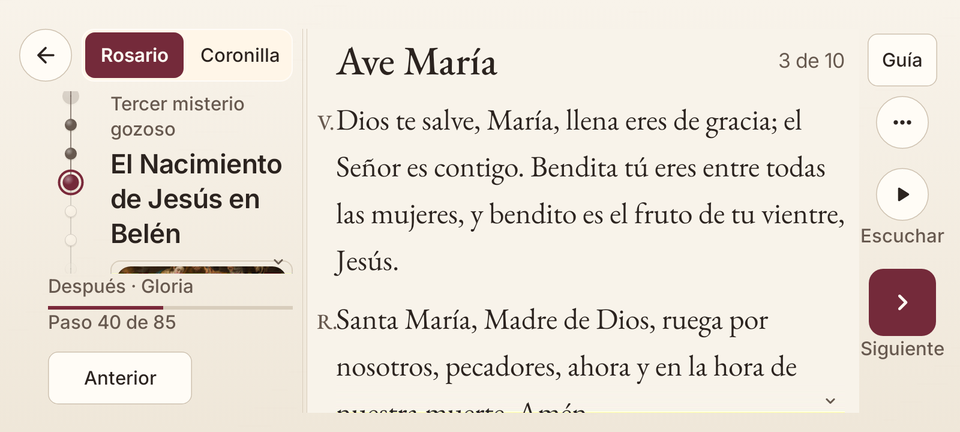 Rosario
Coronilla
Tercer misterio
gozoso
El Nacimiento
de Jesús en
Belén
Después · Gloria
Paso 40 de 85
Anterior
Ave María
3 de 10
V. Dios te salve, María, llena eres de gracia; el
Señor es contigo. Bendita tú eres entre todas
las mujeres, y bendito es el fruto de tu vientre,
Jesús.
R. Santa María, Madre de Dios, ruega por
nosotros, pecadores, ahora y en la hora de
nuestra muerte. Amén.
Guía
Escuchar
Siguiente